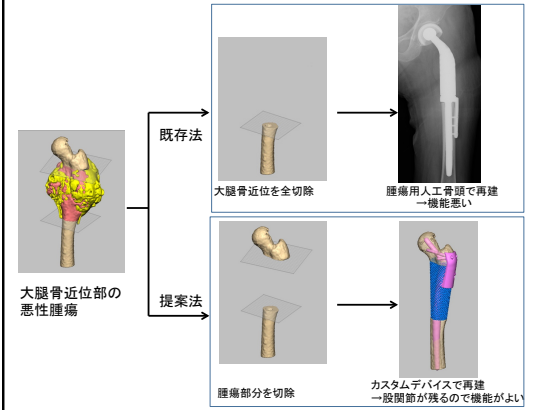 既存法
大腿骨近位を全切除
腫瘍用人工骨頭で再建
→機能悪い
大腿骨近位部の
悪性腫瘍
提案法
腫瘍部分を切除
カスタムデバイスで再建
→股関節が残るので機能がよい